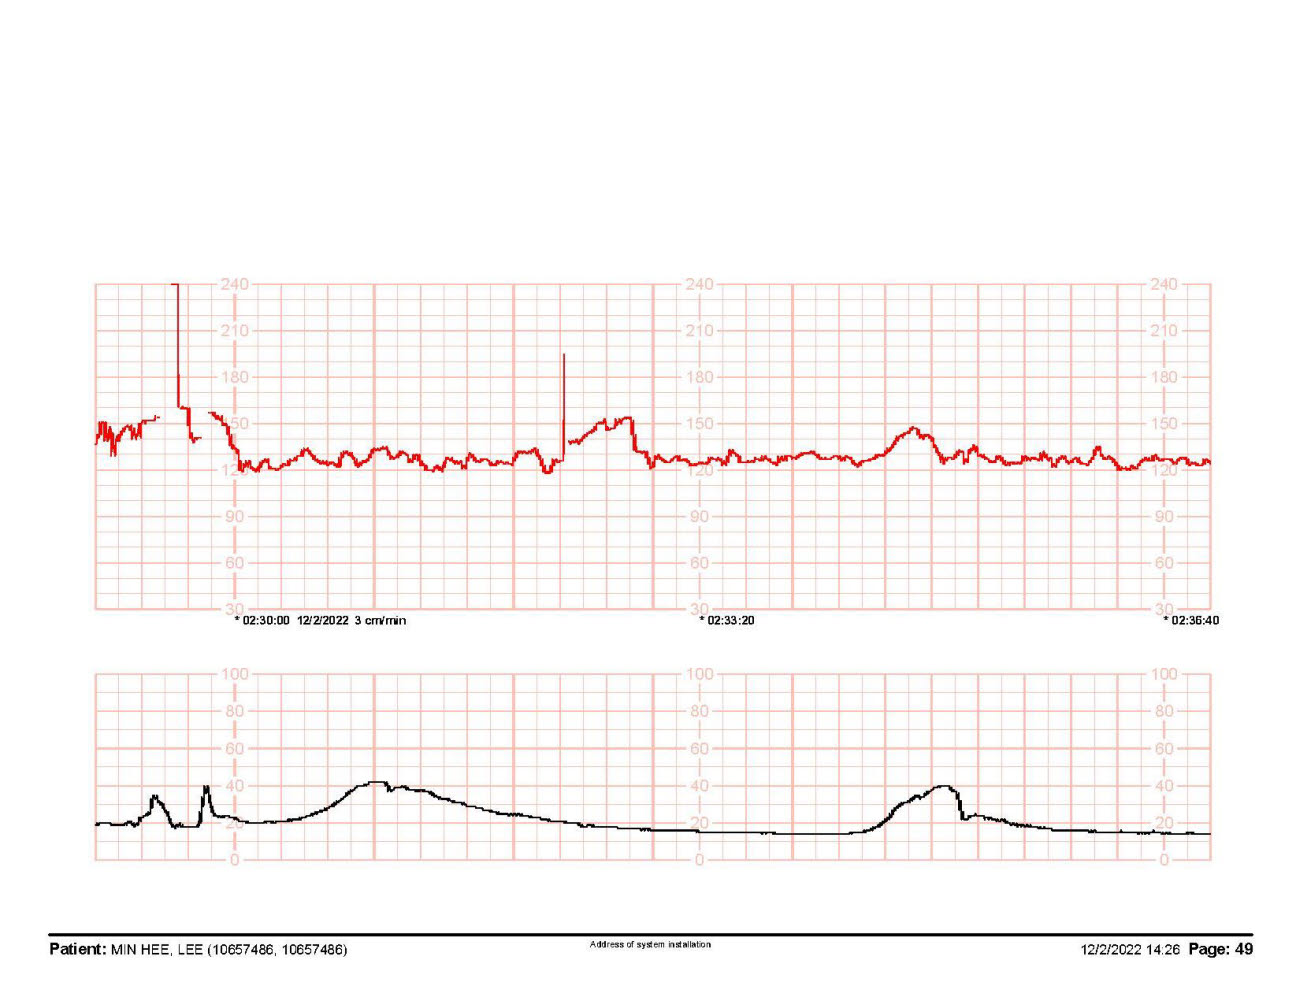 240 240 240
210 210 210
180 180 180
150 150 150
120 120 120
90 90 90
60 60 60
30 30 30
* 02:30:00 12/2/2022 3 cm/min * 02:33:20 * 02:36:40
100 100 100
80 80 80
60 60 60
40 40 40
20 20 20
0 0 0
Patient: MIN HEE, LEE (10657486, 10657486) Address of system installation 12/2/2022 14:26 Page: 49